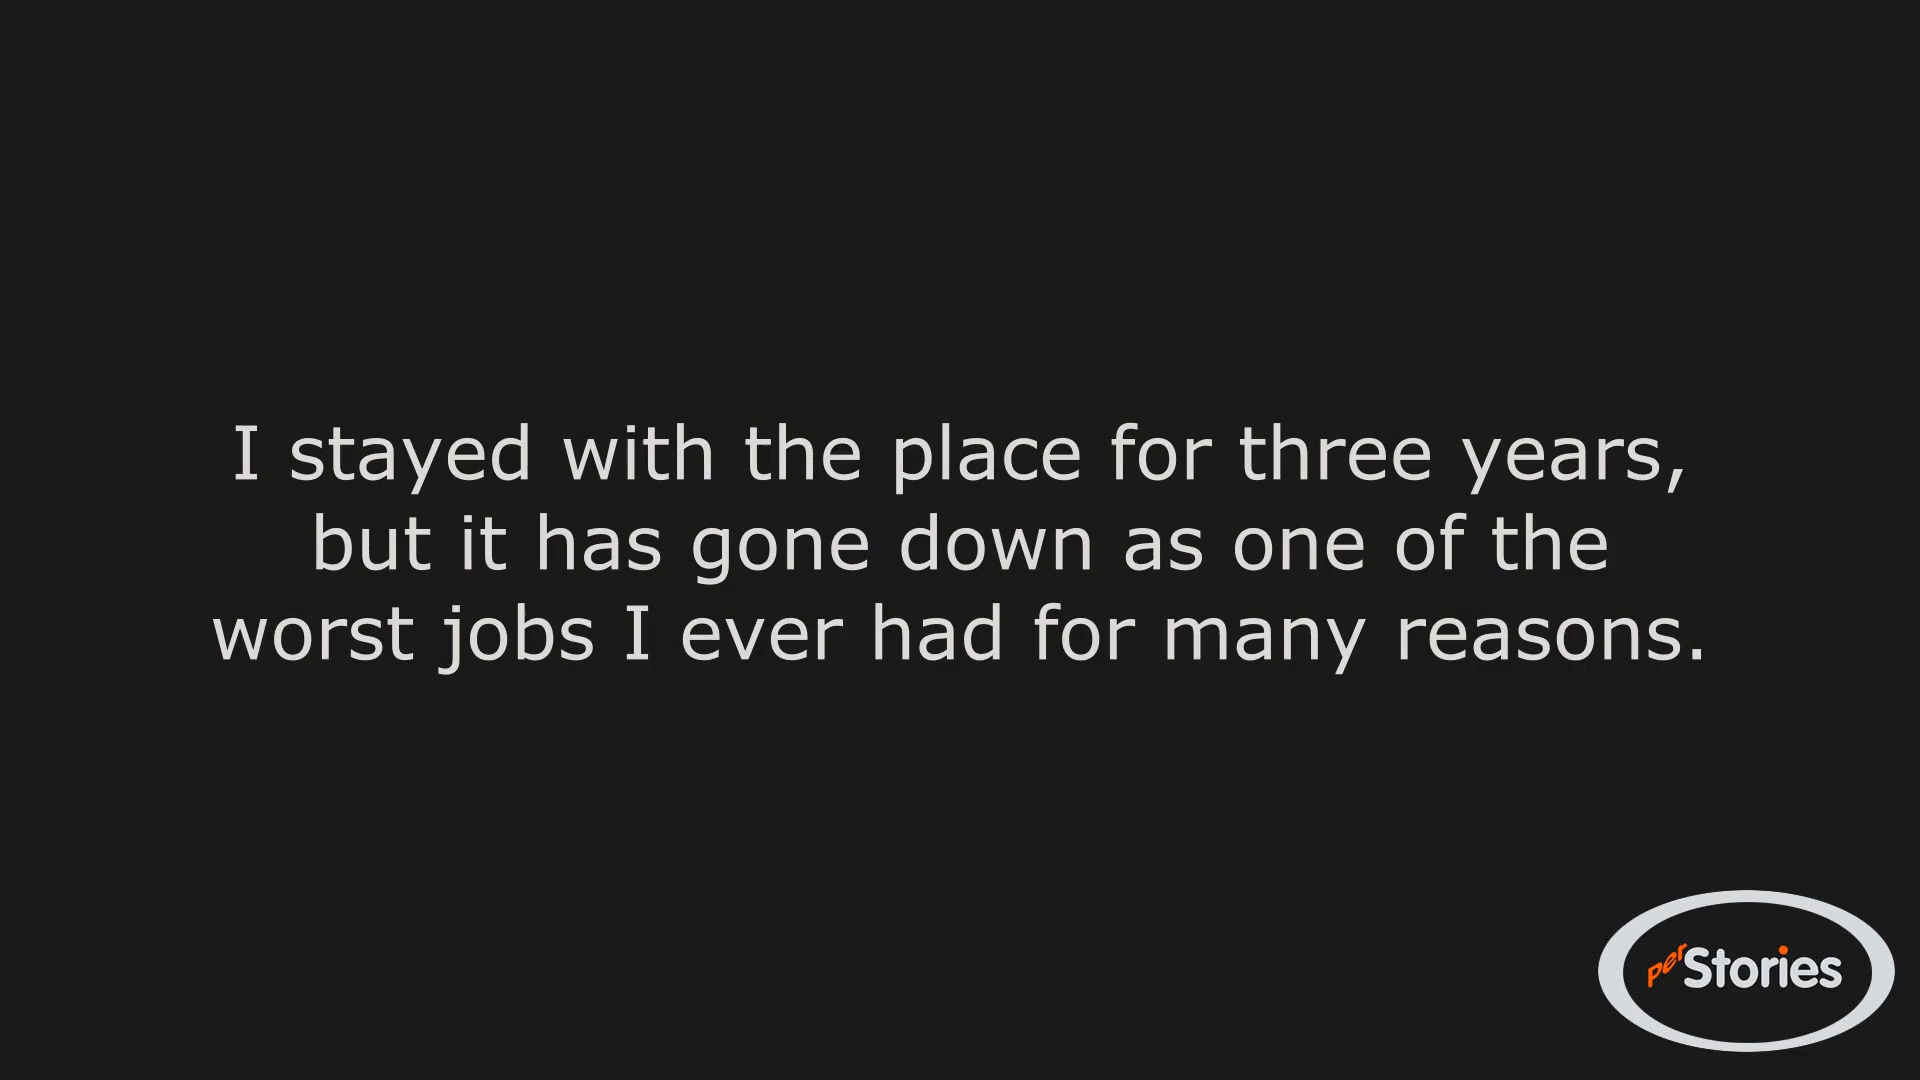 I stayed with the place for three years,
but it has gone down as one of the
worst jobs I ever had for many reasons.
perStories